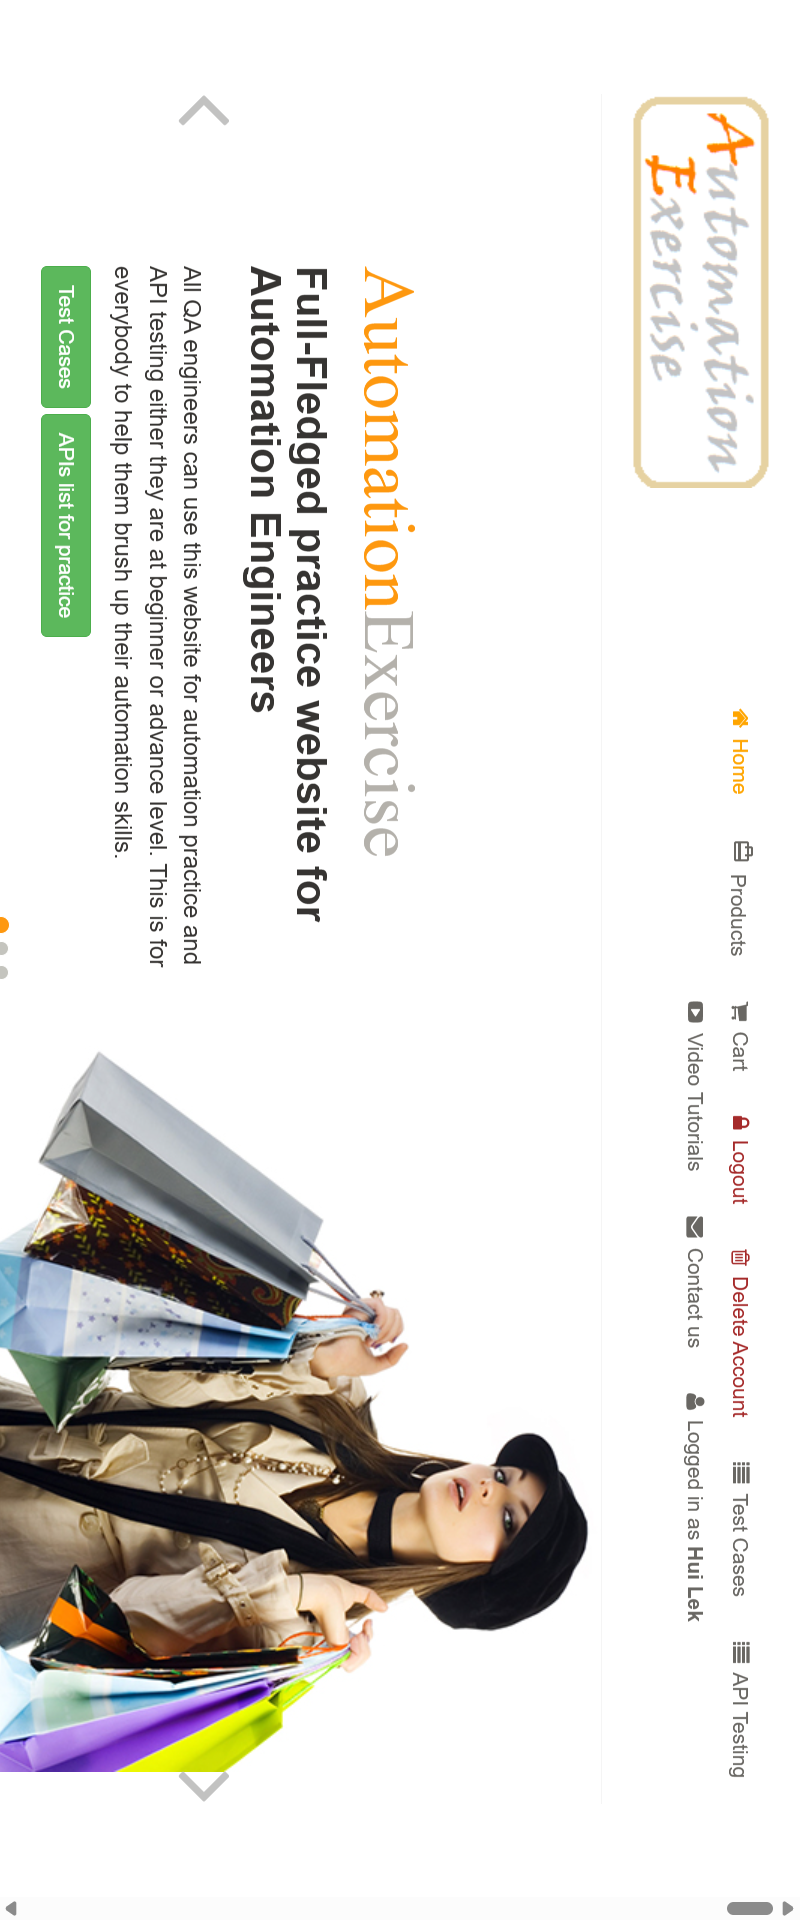 Automation
Exercise
Home Products Cart Logout Delete Account Test Cases API Testing
Video Tutorials Contact us Logged in as Hui Lek
AutomationExercise
Full-Fledged practice website for
Automation Engineers
All QA engineers can use this website for automation practice and
API testing either they are at beginner or advance level. This is for
everybody to help them brush up their automation skills.
Test Cases APIs list for practice